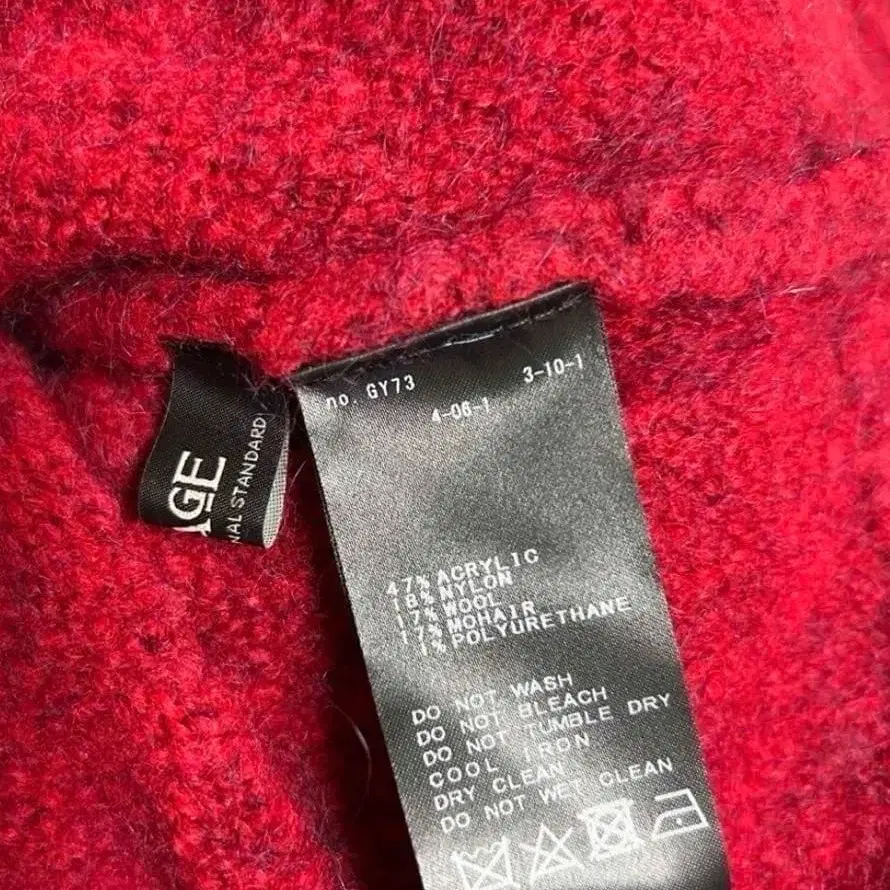 no. GY73
4-06-1
3-10-1
AGE
NAL STANDARD
47% ACRYLIC
18% NYLON
17% WOOL
17% MOHAIR
1% POLYURETHANE
DO NOT WASH
DO NOT BLEACH
DO NOT TUMBLE DRY
COOL IRON
DRY CLEAN
DO NOT WET CLEAN